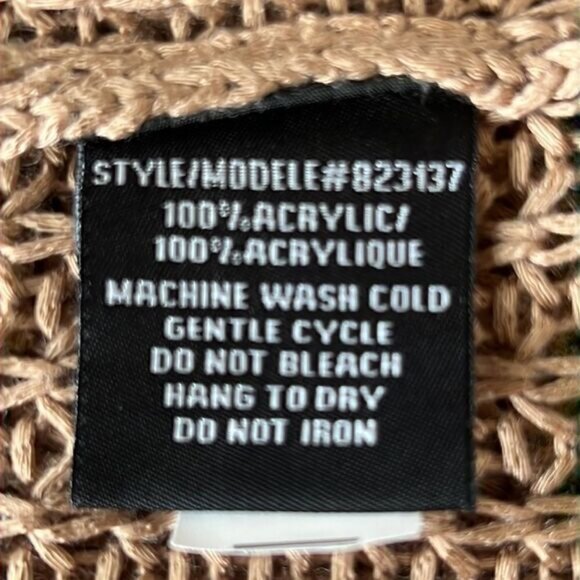 STYLE/MODELE#823137
100%ACRYLIC/
100%ACRYLIQUE
MACHINE WASH COLD
GENTLE CYCLE
DO NOT BLEACH
HANG TO DRY
DO NOT IRON